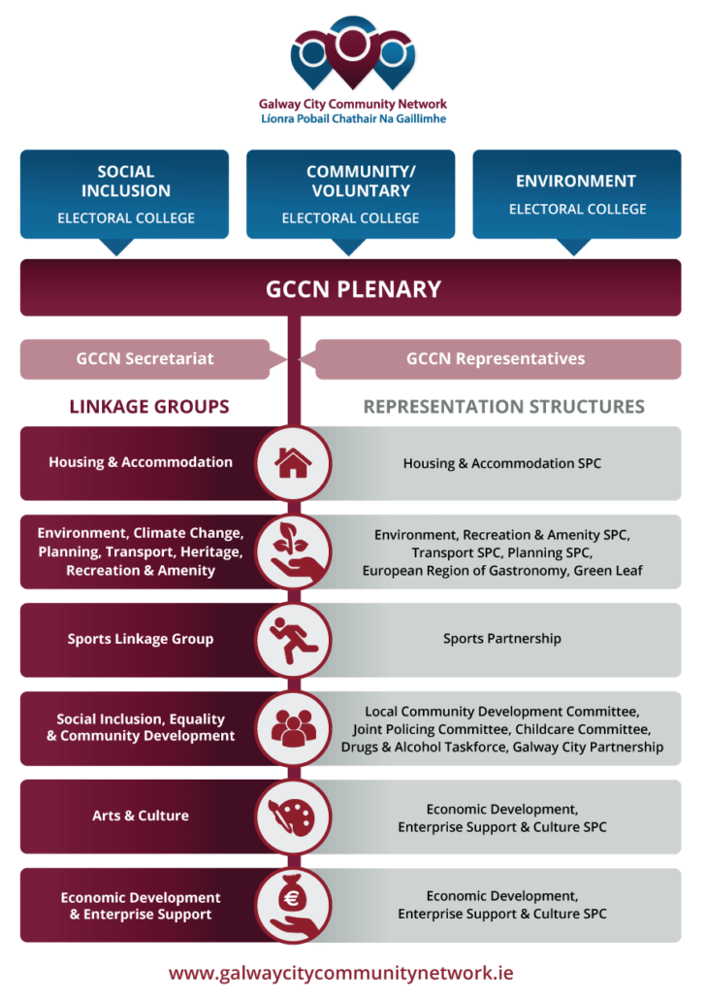 Galway City Community Network
Líonra Pobail Chathair Na Gaillimhe
SOCIAL
INCLUSION
ELECTORAL COLLEGE
COMMUNITY/
VOLUNTARY
ELECTORAL COLLEGE
ENVIRONMENT
ELECTORAL COLLEGE
GCCN PLENARY
GCCN Secretariat
GCCN Representatives
LINKAGE GROUPS
REPRESENTATION STRUCTURES
Housing & Accommodation
Housing & Accommodation SPC
Environment, Climate Change,
Planning, Transport, Heritage,
Recreation & Amenity
Environment, Recreation & Amenity SPC,
Transport SPC, Planning SPC,
European Region of Gastronomy, Green Leaf
Sports Linkage Group
Sports Partnership
Social Inclusion, Equality
& Community Development
Local Community Development Committee,
Joint Policing Committee, Childcare Committee,
Drugs & Alcohol Taskforce, Galway City Partnership
Arts & Culture
Economic Development,
Enterprise Support & Culture SPC
Economic Development
& Enterprise Support
€
Economic Development,
Enterprise Support & Culture SPC
www.galwaycitycommunitynetwork.ie